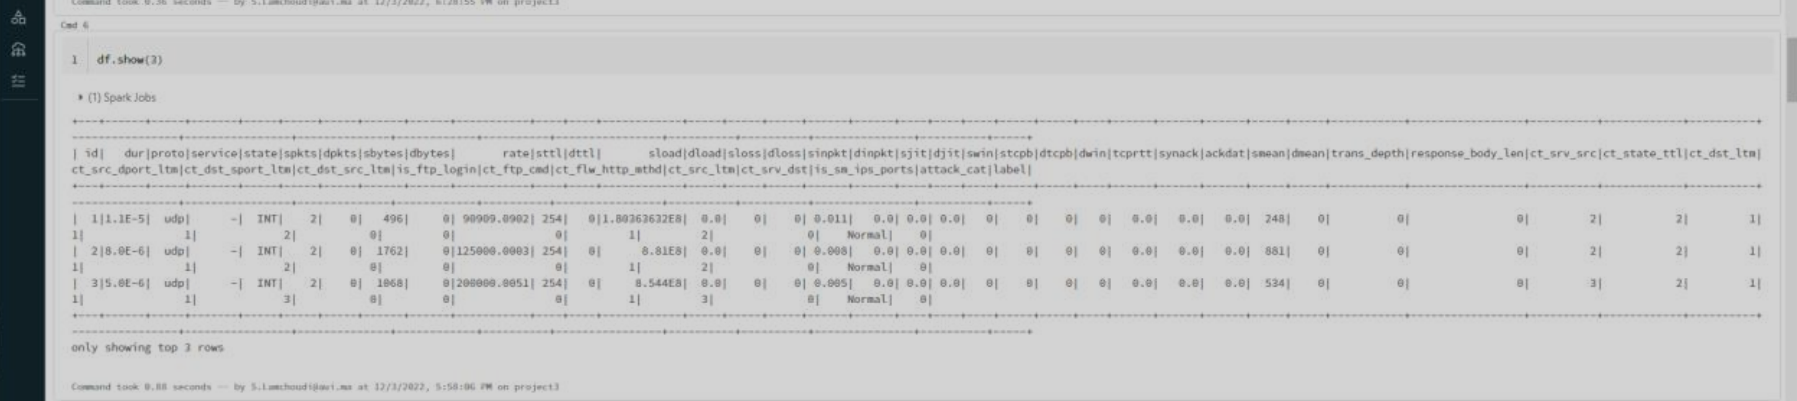 Command took 0.36 seconds -- by S.Lamchoudi@aui.ma at 12/3/2022, 6:28:55 PM on project3
Cmd 6
1 df.show(3)
(1) Spark Jobs
| id| dur|proto|service|state|spkts|dpkts|sbytes|dbytes| rate|sttl|dttl| sload|dload|sloss|dloss|sinpkt|dinpkt|sjit|djit|swin|stcpb|dtcpb|dwin|tcprtt|synack|ackdat|smean|dmean|trans_depth|response_body_len|ct_srv_src|ct_state_ttl|ct_dst_ltm|
ct_src_dport_ltm|ct_dst_sport_ltm|ct_dst_src_ltm|is_ftp_login|ct_ftp_cmd|ct_flw_http_mthd|ct_src_ltm|ct_srv_dst|is_sm_ips_ports|attack_cat|label|
| 1|1.1E-5| udp| -| INT| 2| 0| 496| 0| 90909.0902| 254| 0|1.80363632E8| 0.0| 0| 0| 0.011| 0.0| 0.0| 0.0| 0| 0| 0| 0| 0.0| 0.0| 0.0| 248| 0| 0| 0| 2| 2| 1|
1| 1| 2| 0| 0| 0| 1| 2| 0| Normal| 0|
| 2|8.0E-6| udp| -| INT| 2| 0| 1762| 0|125000.0003| 254| 0| 8.81E8| 0.0| 0| 0| 0.008| 0.0| 0.0| 0.0| 0| 0| 0| 0| 0.0| 0.0| 0.0| 881| 0| 0| 0| 2| 2| 1|
1| 1| 2| 0| 0| 0| 1| 2| 0| Normal| 0|
| 3|5.0E-6| udp| -| INT| 2| 0| 1068| 0|200000.0051| 254| 0| 8.544E8| 0.0| 0| 0| 0.005| 0.0| 0.0| 0.0| 0| 0| 0| 0| 0.0| 0.0| 0.0| 534| 0| 0| 0| 3| 2| 1|
1| 1| 3| 0| 0| 0| 1| 3| 0| Normal| 0|
only showing top 3 rows
Command took 0.88 seconds -- by S.Lamchoudi@aui.ma at 12/3/2022, 5:58:06 PM on project3